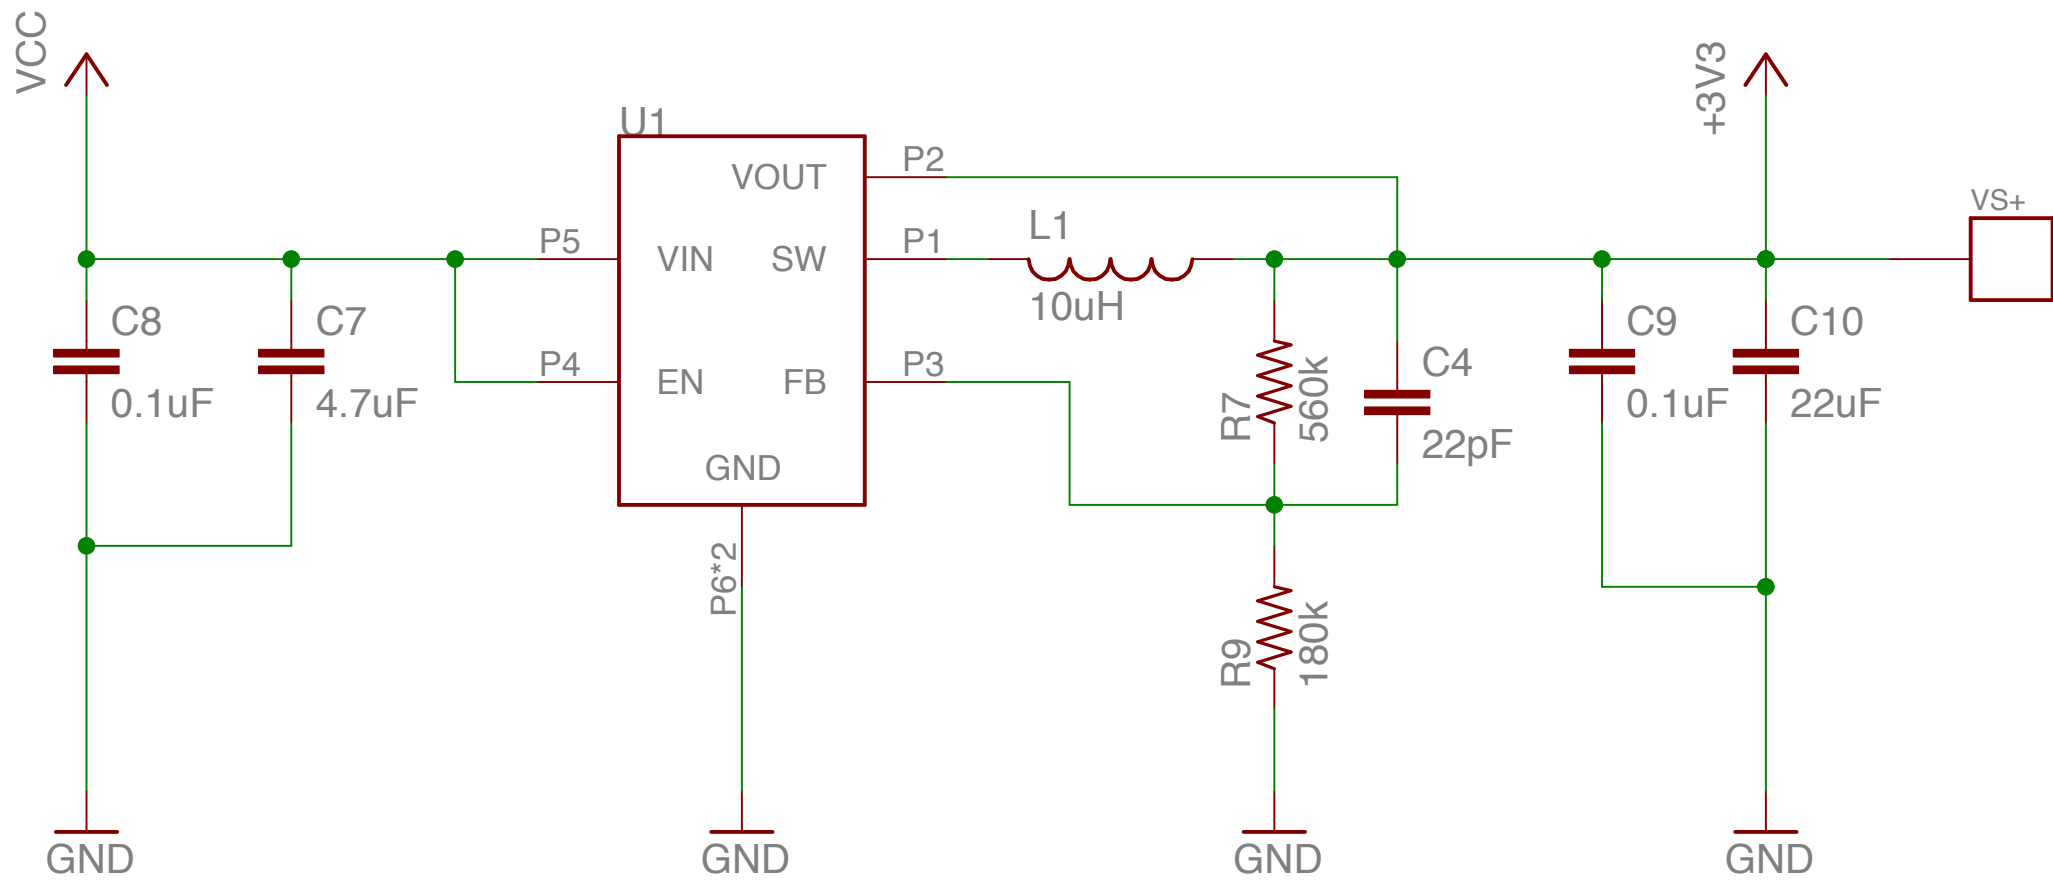 VCC
+3V3
U1
VOUT
P2
VS+
L1
P5
VIN
SW
P1
10uH
C8
0.1uF
C7
4.7uF
P4
EN
FB
P3
R7
560k
C4
22pF
C9
0.1uF
C10
22uF
GND
P6*2
R9
180k
GND
GND
GND
GND